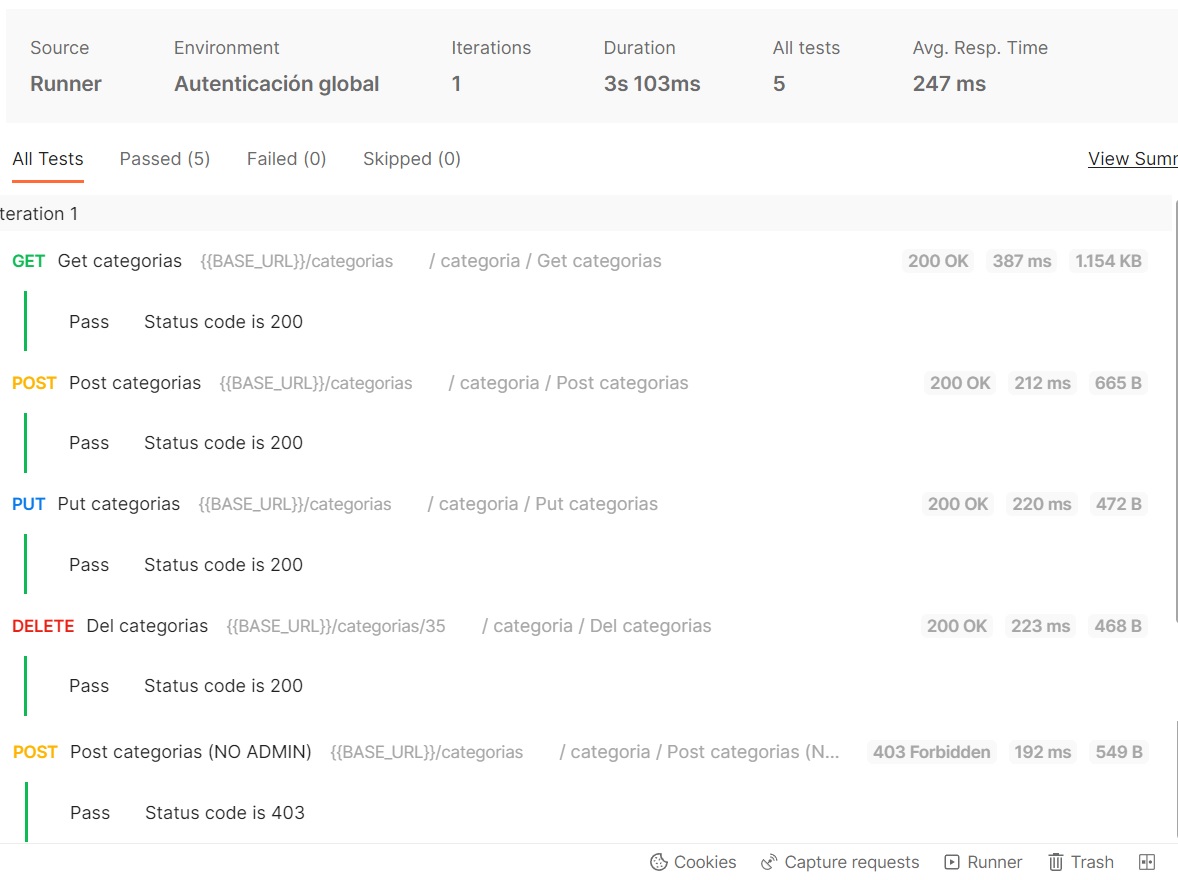 Source Environment Iterations Duration All tests Avg. Resp. Time
Runner Autenticación global 1 3s 103ms 5 247 ms
All Tests Passed (5) Failed (0) Skipped (0) View Summ
teration 1
GET Get categorias {{BASE_URL}}/categorias / categoria / Get categorias 200 OK 387 ms 1.154 KB
Pass Status code is 200
POST Post categorias {{BASE_URL}}/categorias / categoria / Post categorias 200 OK 212 ms 665 B
Pass Status code is 200
PUT Put categorias {{BASE_URL}}/categorias / categoria / Put categorias 200 OK 220 ms 472 B
Pass Status code is 200
DELETE Del categorias {{BASE_URL}}/categorias/35 / categoria / Del categorias 200 OK 223 ms 468 B
Pass Status code is 200
POST Post categorias (NO ADMIN) {{BASE_URL}}/categorias / categoria / Post categorias (N... 403 Forbidden 192 ms 549 B
Pass Status code is 403
Cookies Capture requests Runner Trash